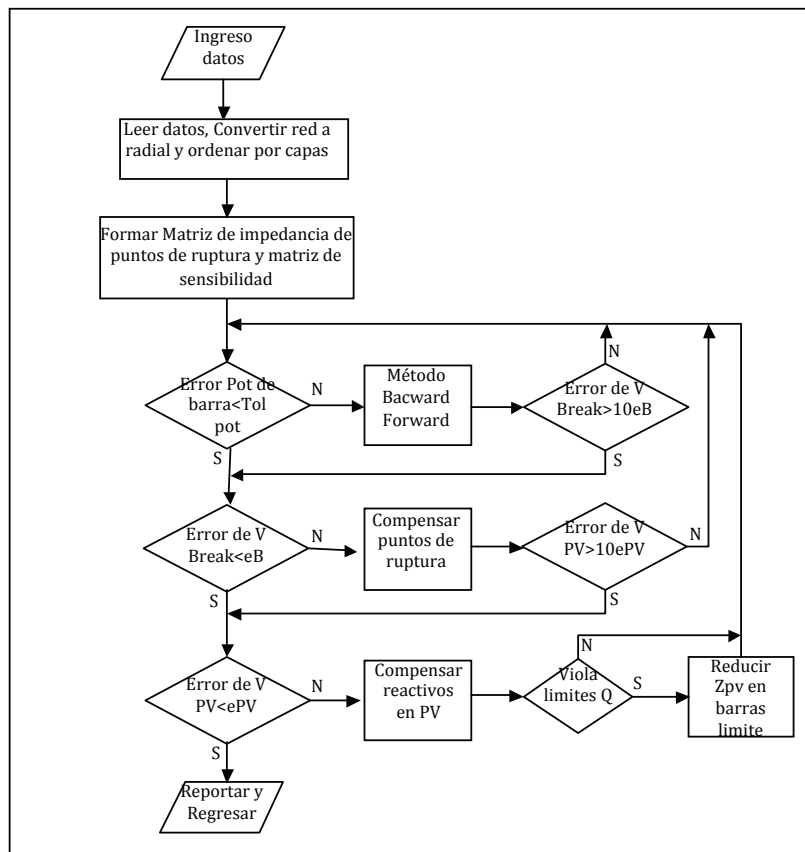 Ingreso
datos
Leer datos, Convertir red a
radial y ordenar por capas
Formar Matriz de impedancia de
puntos de ruptura y matriz de
sensibilidad
Error Pot de
barra<Tol
pot
N
Método
Bacward
Forward
Error de V
Break>10eB
N
S
S
Error de V
Break<eB
N
Compensar
puntos de
ruptura
Error de V
PV>10ePV
N
S
S
Error de V
PV<ePV
N
Compensar
reactivos
en PV
Viola
limites Q
N
S
Reducir
Zpv en
barras
limite
S
Reportar y
Regresar